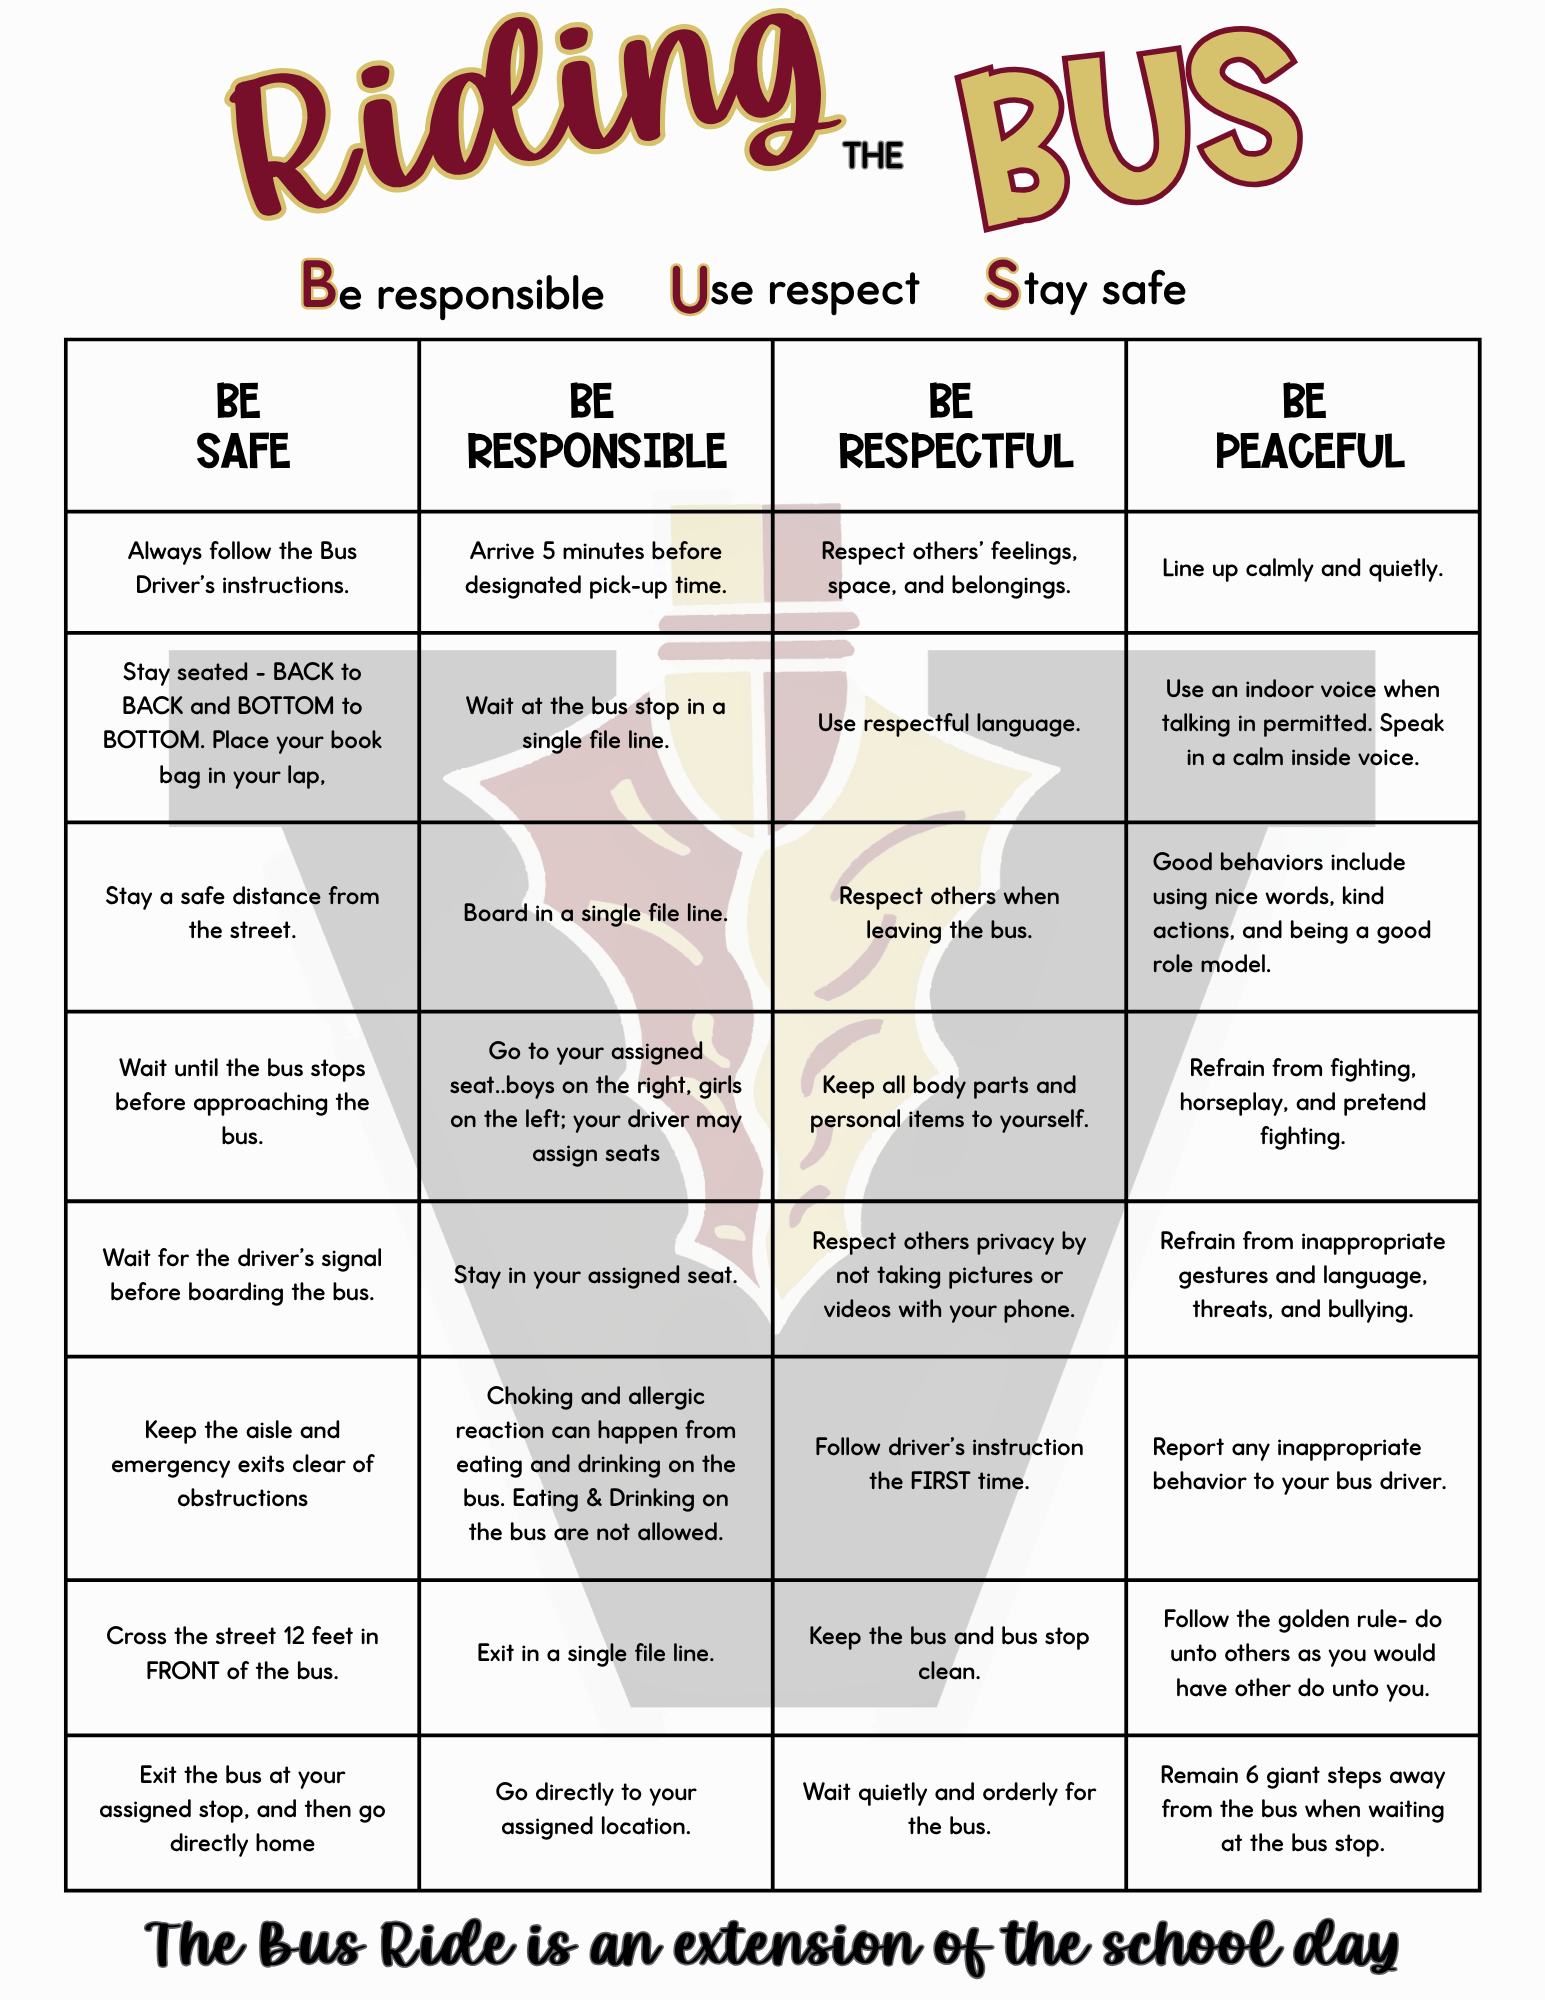 Riding THE BUS
Be responsible Use respect Stay safe
BE
SAFE
BE
RESPONSIBLE
BE
RESPECTFUL
BE
PEACEFUL
Always follow the Bus
Driver's instructions.
Arrive 5 minutes before
designated pick-up time.
Respect others' feelings,
space, and belongings.
Line up calmly and quietly.
Stay seated - BACK to
BACK and BOTTOM to
BOTTOM. Place your book
bag in your lap,
Wait at the bus stop in a
single file line.
Use respectful language.
Use an indoor voice when
talking in permitted. Speak
in a calm inside voice.
Stay a safe distance from
the street.
Board in a single file line.
Respect others when
leaving the bus.
Good behaviors include
using nice words, kind
actions, and being a good
role model.
Wait until the bus stops
before approaching the
bus.
Go to your assigned
seat..boys on the right, girls
on the left; your driver may
assign seats
Keep all body parts and
personal items to yourself.
Refrain from fighting,
horseplay, and pretend
fighting.
Wait for the driver's signal
before boarding the bus.
Stay in your assigned seat.
Respect others privacy by
not taking pictures or
videos with your phone.
Refrain from inappropriate
gestures and language,
threats, and bullying.
Keep the aisle and
emergency exits clear of
obstructions
Choking and allergic
reaction can happen from
eating and drinking on the
bus. Eating & Drinking on
the bus are not allowed.
Follow driver's instruction
the FIRST time.
Report any inappropriate
behavior to your bus driver.
Cross the street 12 feet in
FRONT of the bus.
Exit in a single file line.
Keep the bus and bus stop
clean.
Follow the golden rule- do
unto others as you would
have other do unto you.
Exit the bus at your
assigned stop, and then go
directly home
Go directly to your
assigned location.
Wait quietly and orderly for
the bus.
Remain 6 giant steps away
from the bus when waiting
at the bus stop.
The Bus Ride is an extension of the school day